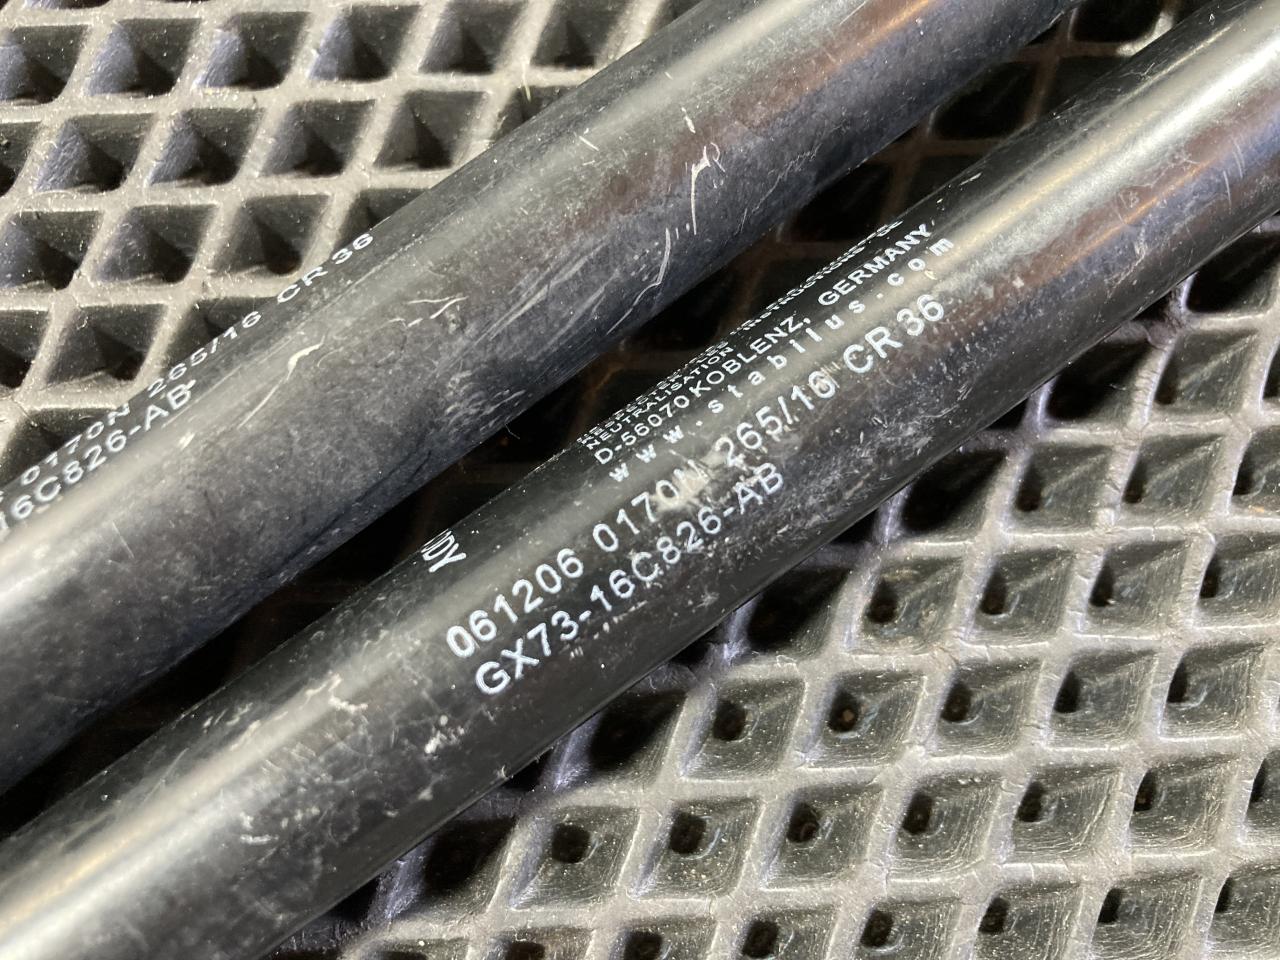 0170N 265/16 CR 36
16C826-AB
NEUTRALISATION
D-56070 KOBLENZ, GERMANY
www.stabilus.com
061206 0170N 265/16 CR 36
GX73-16C826-AB